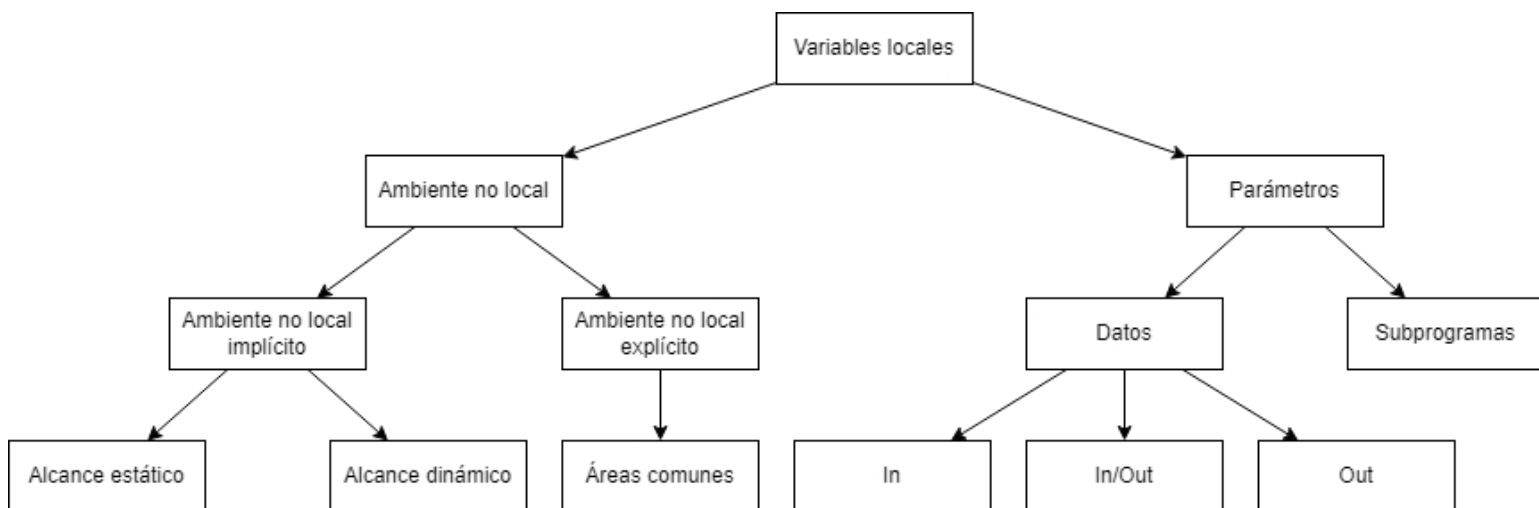 Variables locales
Ambiente no local
Parámetros
Ambiente no local
implícito
Ambiente no local
explícito
Datos
Subprogramas
Alcance estático
Alcance dinámico
Áreas comunes
In
In/Out
Out